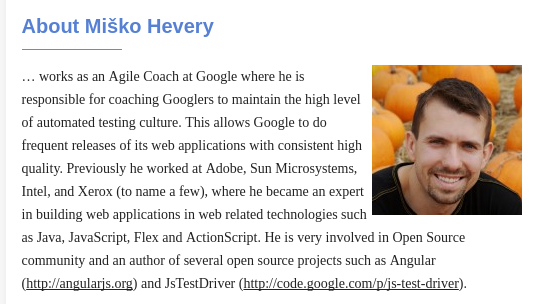 About Miško Hevery
… works as an Agile Coach at Google where he is
responsible for coaching Googlers to maintain the high level
of automated testing culture. This allows Google to do
frequent releases of its web applications with consistent high
quality. Previously he worked at Adobe, Sun Microsystems,
Intel, and Xerox (to name a few), where he became an expert
in building web applications in web related technologies such
as Java, JavaScript, Flex and ActionScript. He is very involved in Open Source
community and an author of several open source projects such as Angular
(http://angularjs.org) and JsTestDriver (http://code.google.com/p/js-test-driver).